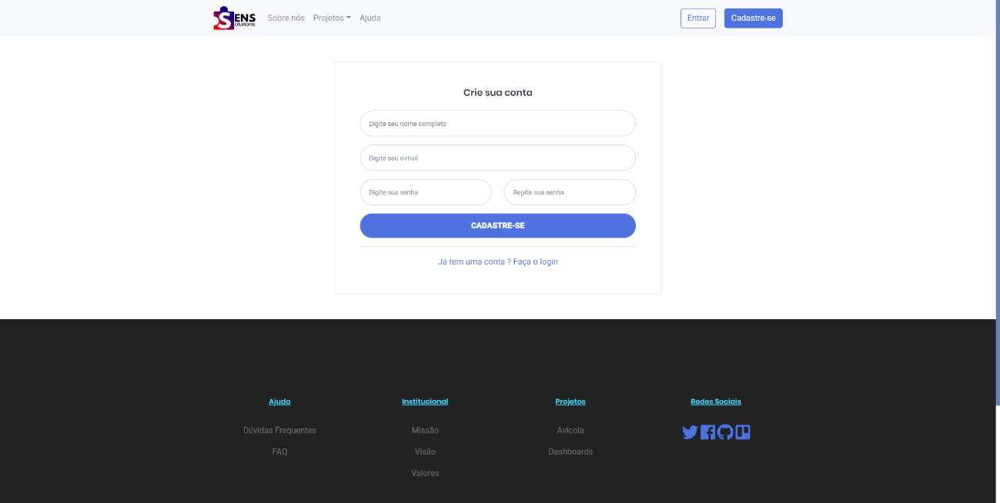 SENS
olutions
Sobre nós Projetos Ajuda
Entrar Cadastre-se
Crie sua conta
Digite seu nome completo
Digite seu e-mail
Digite sua senha Repita sua senha
CADASTRE-SE
Já tem uma conta ? Faça o login
Ajuda Institucional Projetos Redes Sociais
Dúvidas Frequentes Missão Avícola
FAQ Visão Dashboards
Valores